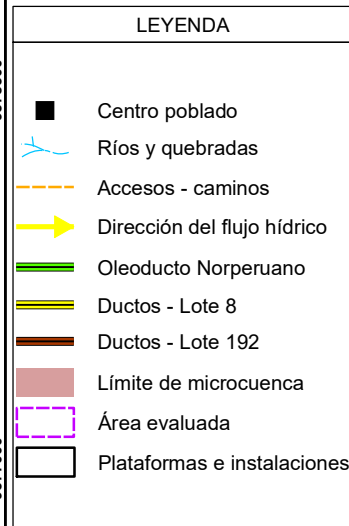 LEYENDA
Centro poblado
Ríos y quebradas
Accesos - caminos
Dirección del flujo hídrico
Oleoducto Norperuano
Ductos - Lote 8
Ductos - Lote 192
Límite de microcuenca
Área evaluada
Plataformas e instalaciones